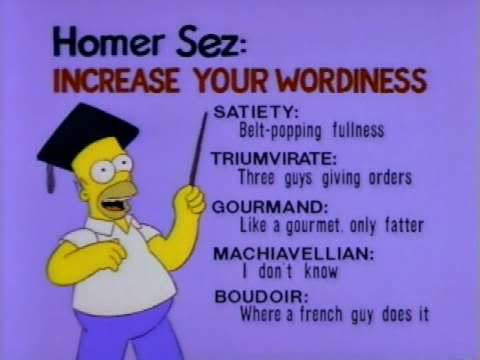 Homer Sez:
INCREASE YOUR WORDINESS
SATIETY:
Belt-popping fullness
TRIUMVIRATE:
Three guys giving orders
GOURMAND:
Like a gourmet, only fatter
MACHIAVELLIAN:
I don't know
BOUDOIR:
Where a french guy does it